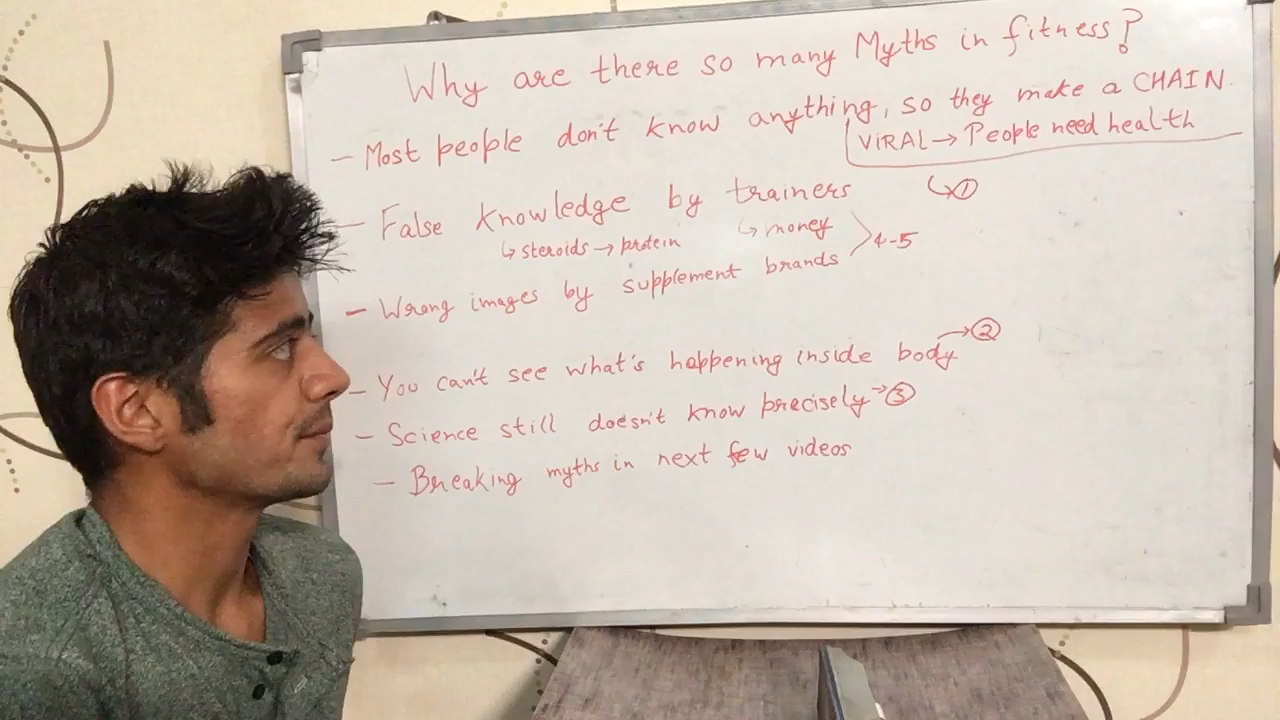 Why are there so many Myths in fitness?
- Most people don't know anything, so they make a CHAIN.
ViRAL → People need health
↳ ①
- False knowledge by trainers
↳ steroids → protein ↳ money
4-5
- Wrong images by supplement brands
- You can't see what's happening inside body → ②
- Science still doesn't know precisely → ③
- Breaking myths in next few videos